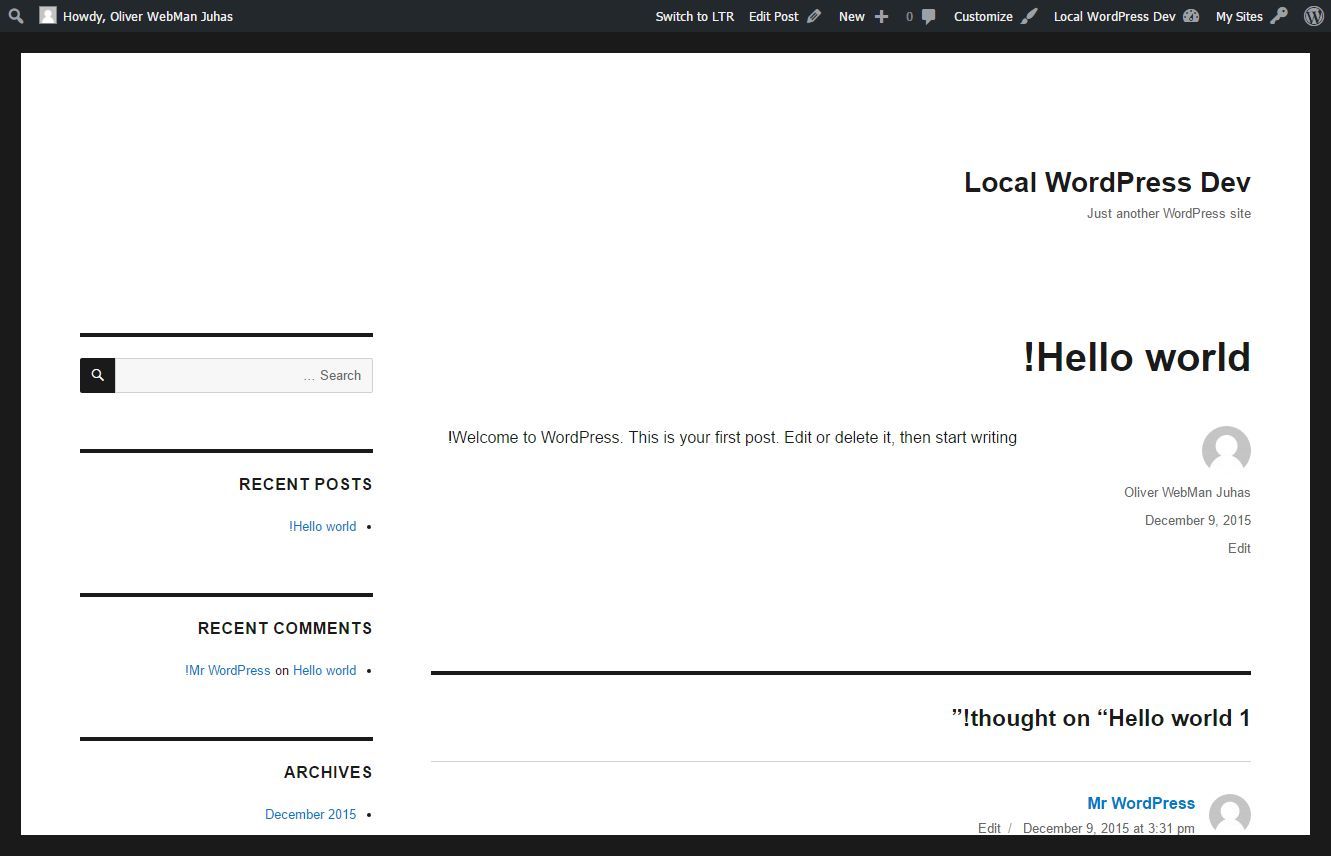 Howdy, Oliver WebMan Juhas Switch to LTR Edit Post New 0 Customize Local WordPress Dev My Sites
Local WordPress Dev
Just another WordPress site
!Hello world
!Welcome to WordPress. This is your first post. Edit or delete it, then start writing
Oliver WebMan Juhas
December 9, 2015
Edit
”!thought on “Hello world 1
Mr WordPress
Edit / December 9, 2015 at 3:31 pm
... Search
RECENT POSTS
!Hello world
RECENT COMMENTS
!Mr WordPress on Hello world
ARCHIVES
December 2015